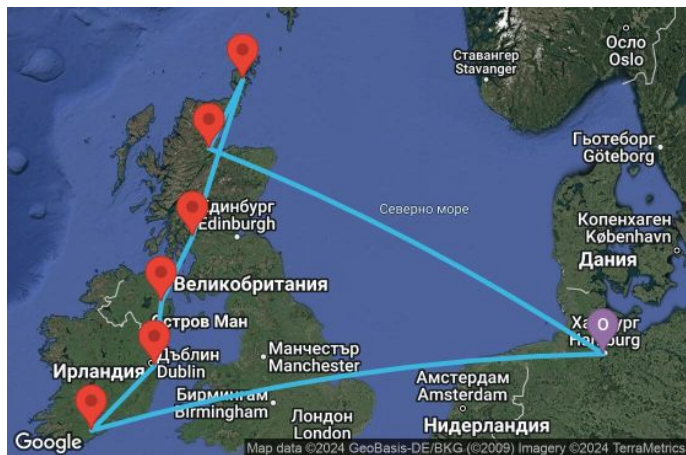 Осло
Oslo
Ставангер
Stavanger
Гьотеборг
Göteborg
Единбург
Edinburgh
Северно море
Копенхаген
København
Дания
Великобритания
Остров Ман
Ha
Дъблин
Dublin
Манчестър
Manchester
Ирландия
Амстердам
Amsterdam
Бирмингам
Birmingham
Лондон
London
Нидерландия
O
Google
Map data ©2024 GeoBasis-DE/BKG (©2009) Imagery ©2024 TerraMetrics